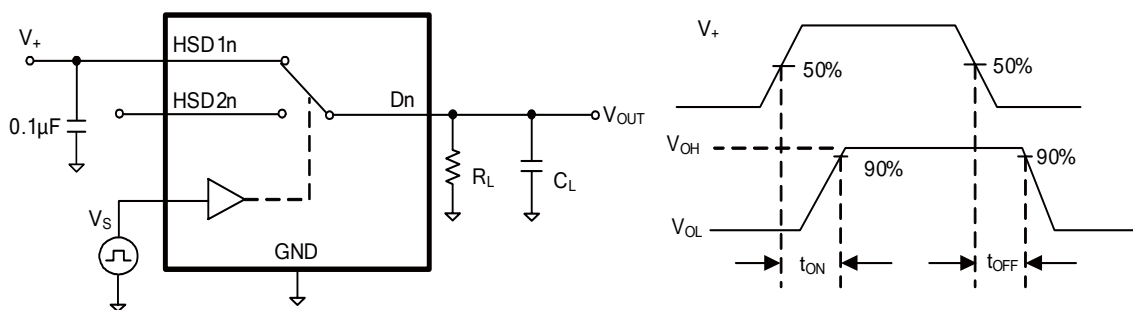 V+
HSD1n
HSD2n
Dn
VOUT
0.1µF
RL
CL
VS
GND
V+
50%
50%
VOH
90%
90%
VOL
tON
tOFF